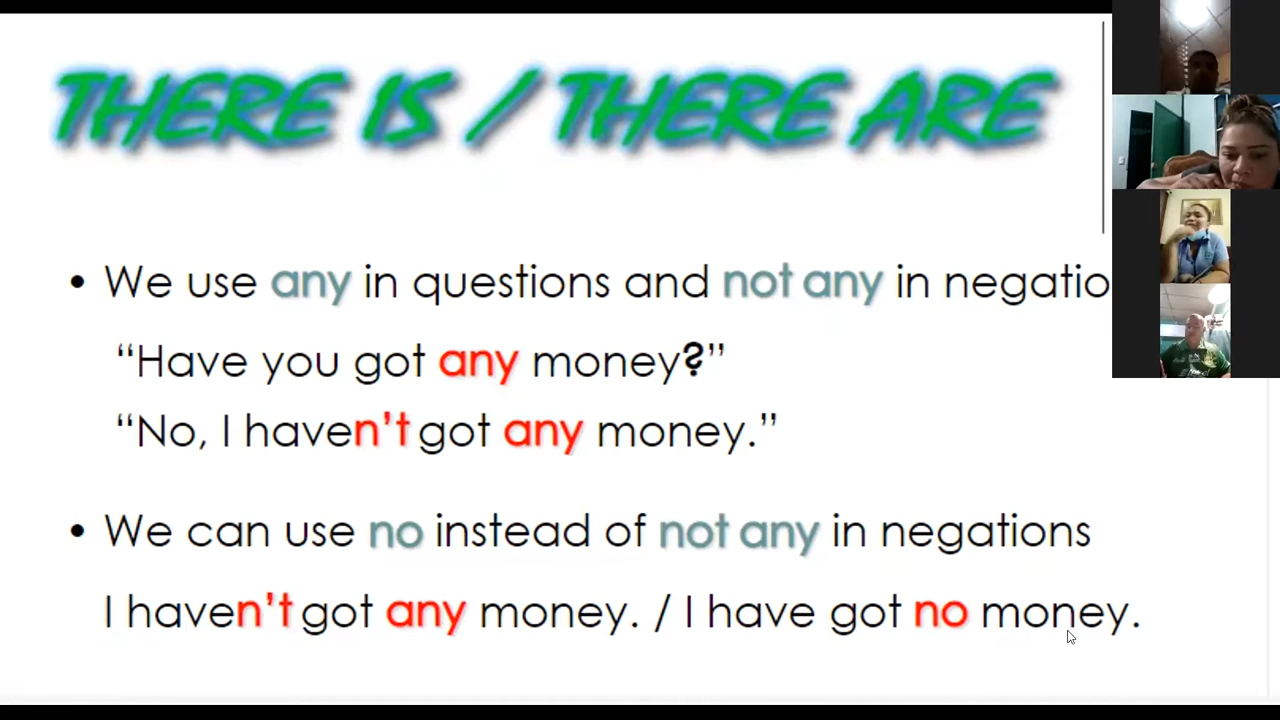 THERE IS / THERE ARE
• We use any in questions and not any in negatio
“Have you got any money?”
“No, I haven’t got any money.”
• We can use no instead of not any in negations
I haven’t got any money. / I have got no money.